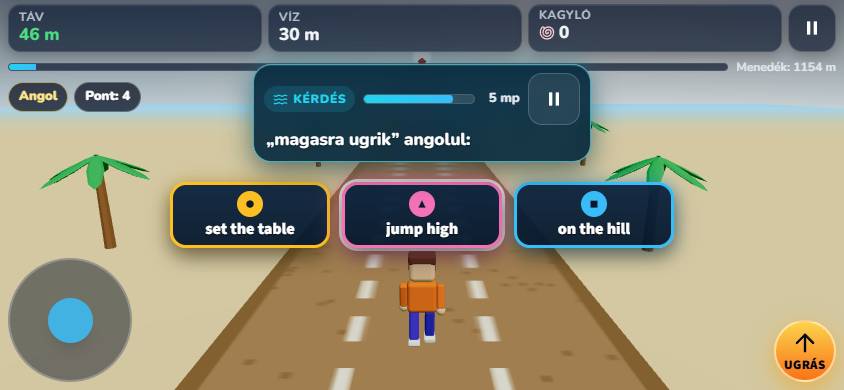 TÁV
46 m
VÍZ
30 m
KAGYLÓ
0
Menedék: 1154 m
Angol
Pont: 4
KÉRDÉS
5 mp
„magasra ugrik” angolul:
set the table
jump high
on the hill
UGRÁS